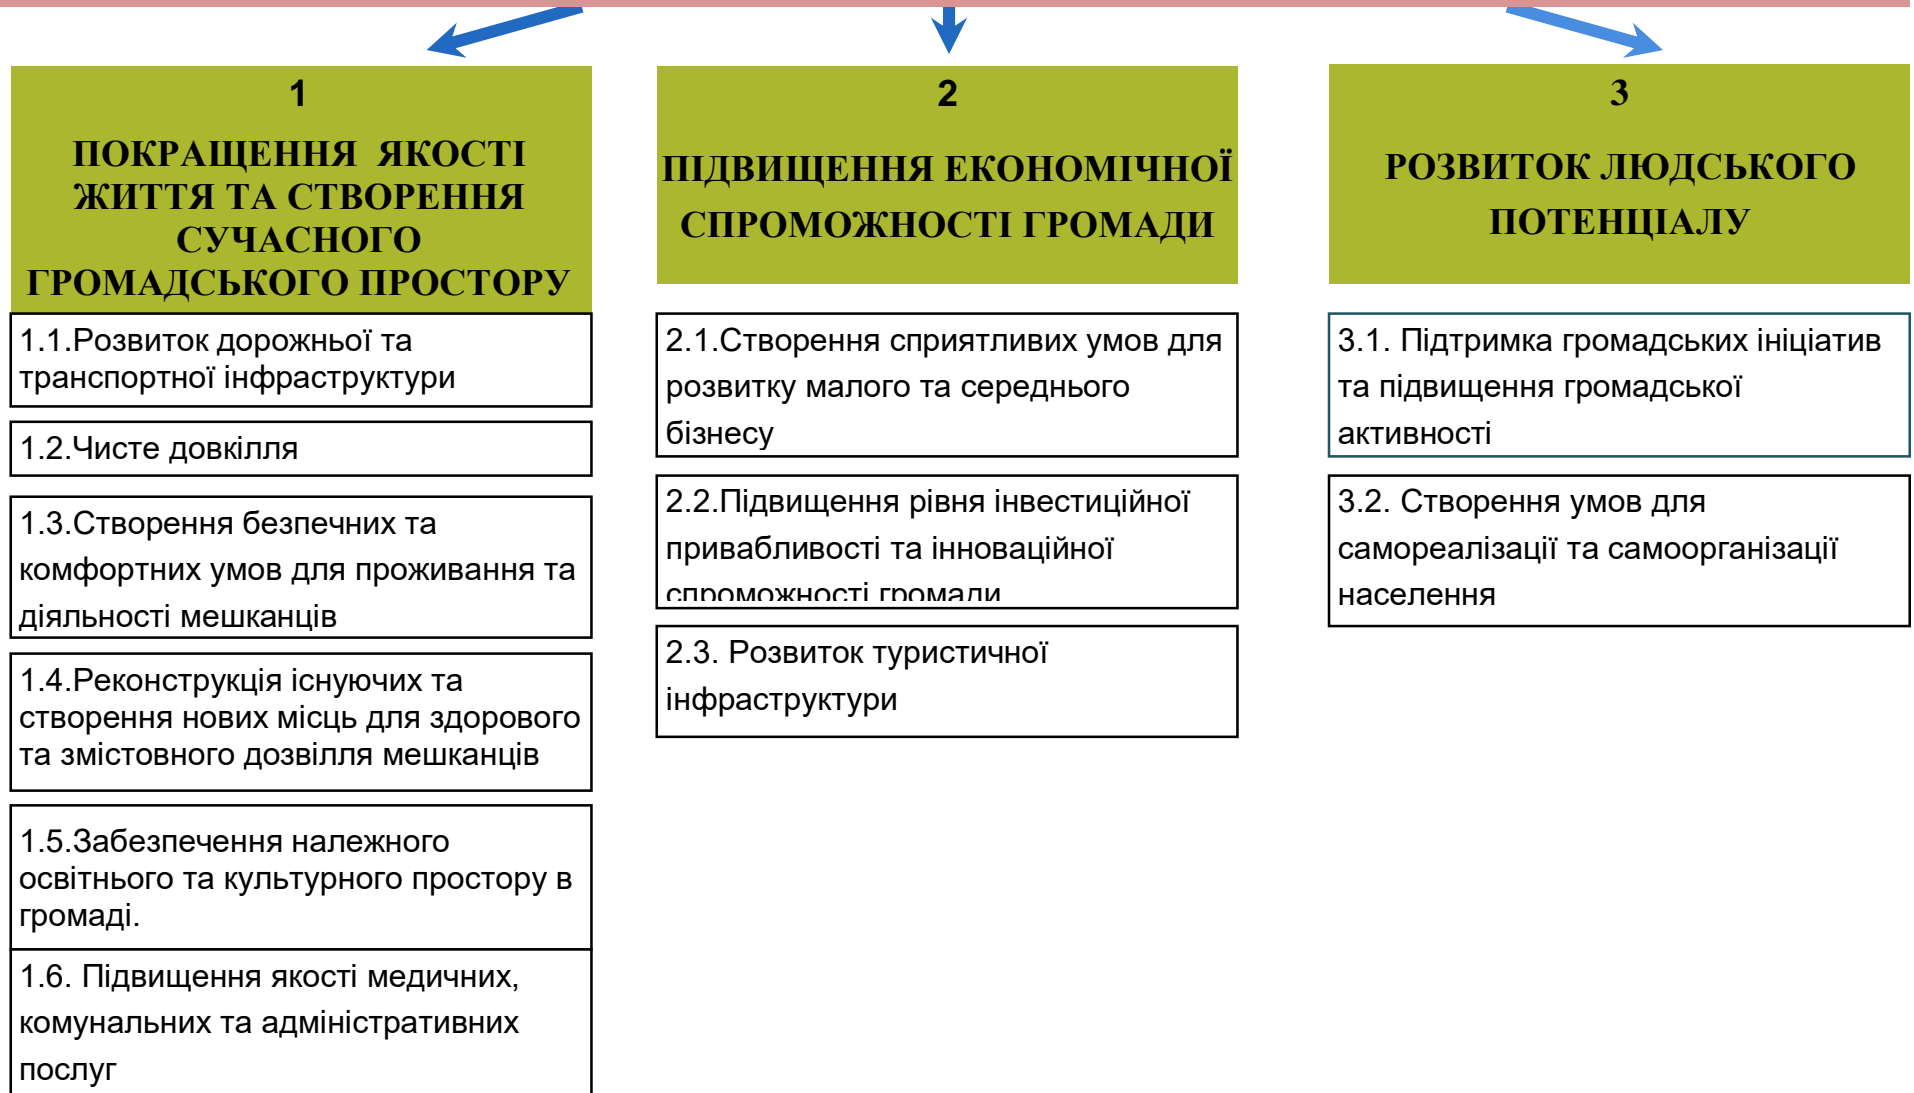 1
ПОКРАЩЕННЯ ЯКОСТІ
ЖИТТЯ ТА СТВОРЕННЯ
СУЧАСНОГО
ГРОМАДСЬКОГО ПРОСТОРУ
1.1.Розвиток дорожньої та
транспортної інфраструктури
1.2.Чисте довкілля
1.3.Створення безпечних та
комфортних умов для проживання та
діяльності мешканців
1.4.Реконструкція існуючих та
створення нових місць для здорового
та змістовного дозвілля мешканців
1.5.Забезпечення належного
освітнього та культурного простору в
громаді.
1.6. Підвищення якості медичних,
комунальних та адміністративних
послуг
2
ПІДВИЩЕННЯ ЕКОНОМІЧНОЇ
СПРОМОЖНОСТІ ГРОМАДИ
2.1.Створення сприятливих умов для
розвитку малого та середнього
бізнесу
2.2.Підвищення рівня інвестиційної
привабливості та інноваційної
спроможності громади
2.3. Розвиток туристичної
інфраструктури
3
РОЗВИТОК ЛЮДСЬКОГО
ПОТЕНЦІАЛУ
3.1. Підтримка громадських ініціатив
та підвищення громадської
активності
3.2. Створення умов для
самореалізації та самоорганізації
населення